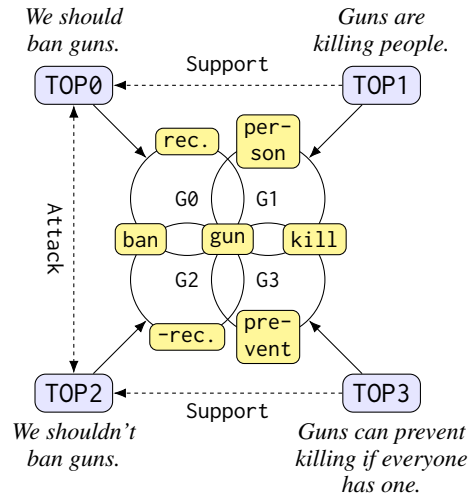 We should
ban guns.
Guns are
killing people.
TOP0
Support
TOP1
rec.
per-
son
G0
G1
Attack
ban
gun
kill
G2
G3
¬rec.
pre-
vent
TOP2
Support
TOP3
We shouldn't
ban guns.
Guns can prevent
killing if everyone
has one.